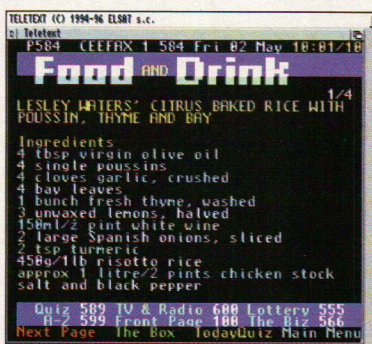 TELETEXT (C) 1994-96 ELSAT s.c.
Teletext
P584 CEEFAX 1 584 Fri 02 May 10:01/10
Food AND Drink
1/4
LESLEY WATERS' CITRUS BAKED RICE WITH
POUSSIN, THYME AND BAY
Ingredients
4 tbsp virgin olive oil
4 single poussins
4 cloves garlic, crushed
4 bay leaves
1 bunch fresh thyme, washed
3 unwaxed lemons, halved
150ml/½ pint white wine
2 large Spanish onions, sliced
2 tsp turmeric
450g/1lb risotto rice
approx 1 litre/2 pints chicken stock
salt and black pepper
Quiz 589 TV & Radio 600 Lottery 555
A-Z 599 Front Page 100 The Biz 566
Next Page The Box TodayQuiz Main Menu